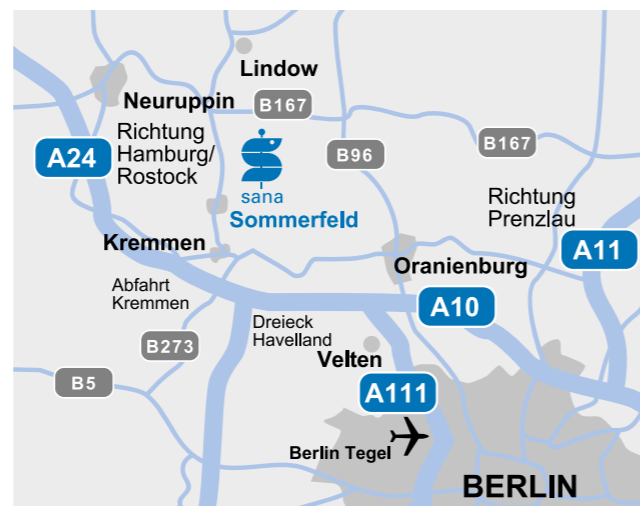 Lindow
Neuruppin
B167
Richtung
Hamburg/
Rostock
A24
B96
B167
sana
Sommerfeld
Richtung
Prenzlau
A11
Kremmen
Oranienburg
Abfahrt
Kremmen
A10
Dreieck
Havelland
B273
Velten
B5
A111
Berlin Tegel
BERLIN